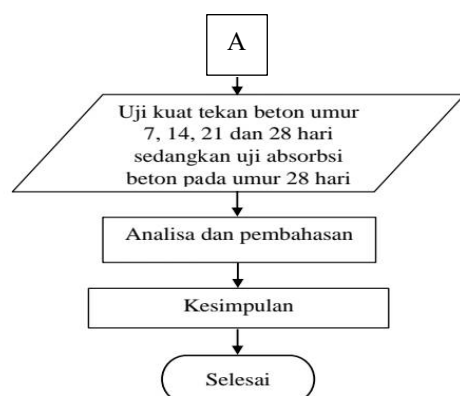 A
Uji kuat tekan beton umur
7, 14, 21 dan 28 hari
sedangkan uji absorbsi
beton pada umur 28 hari
Analisa dan pembahasan
Kesimpulan
Selesai